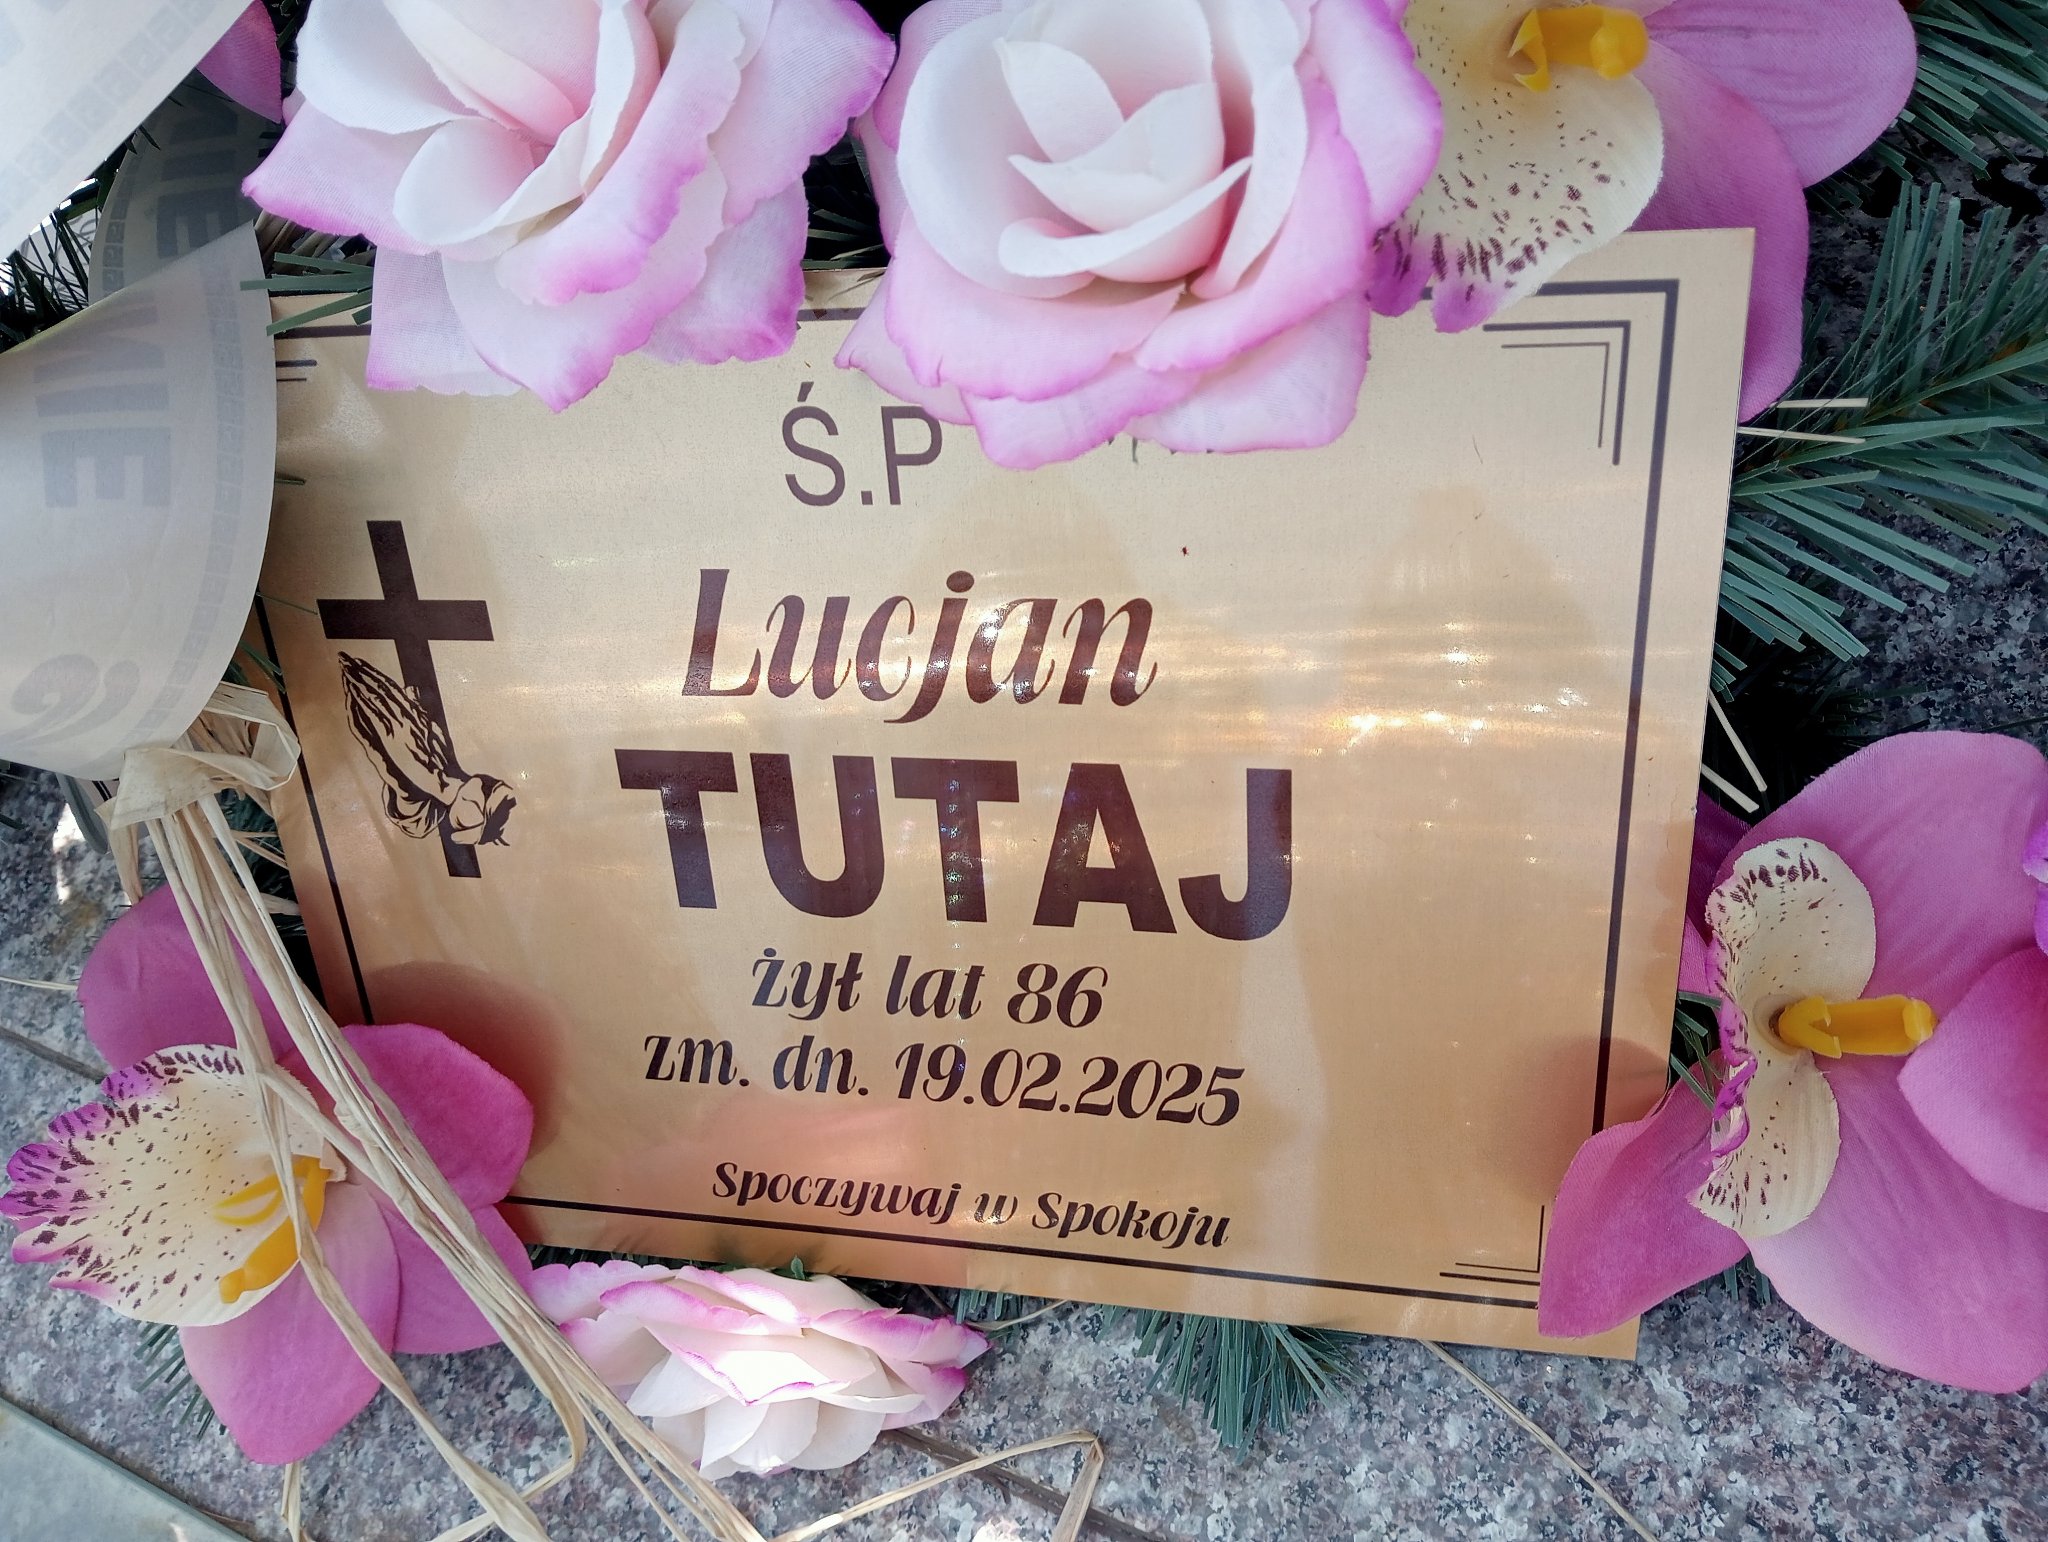 Ś.P
Lucjan
TUTAJ
żył lat 86
zm. dn. 19.02.2025
Spoczywaj w Spokoju